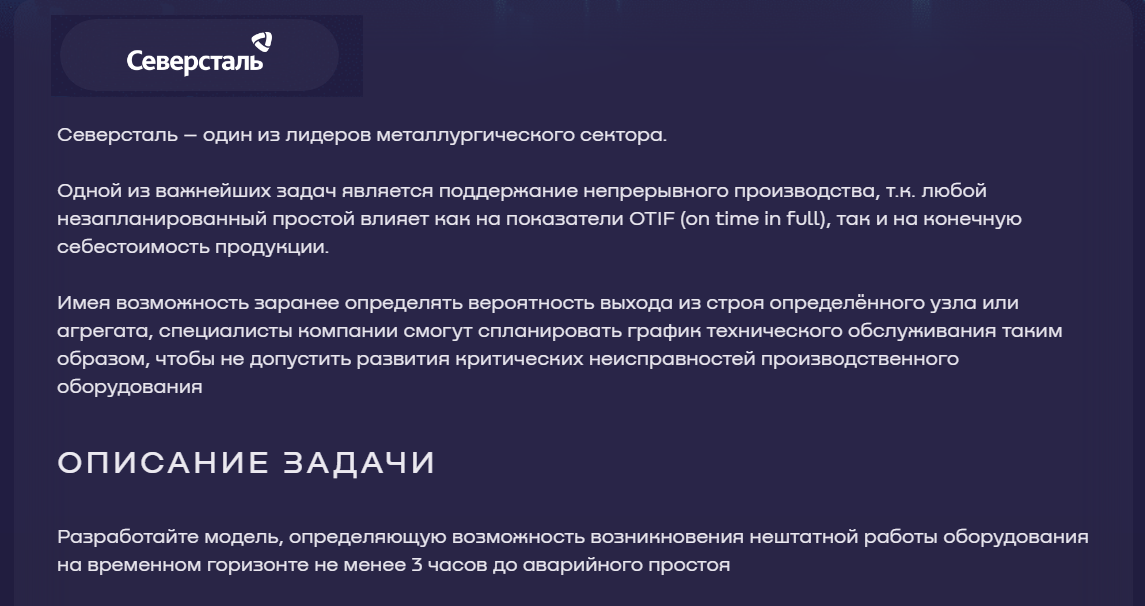 Северсталь
Северсталь – один из лидеров металлургического сектора.
Одной из важнейших задач является поддержание непрерывного производства, т.к. любой
незапланированный простой влияет как на показатели OTIF (on time in full), так и на конечную
себестоимость продукции.
Имея возможность заранее определять вероятность выхода из строя определённого узла или
агрегата, специалисты компании смогут спланировать график технического обслуживания таким
образом, чтобы не допустить развития критических неисправностей производственного
оборудования
ОПИСАНИЕ ЗАДАЧИ
Разработайте модель, определяющую возможность возникновения нештатной работы оборудования
на временном горизонте не менее 3 часов до аварийного простоя